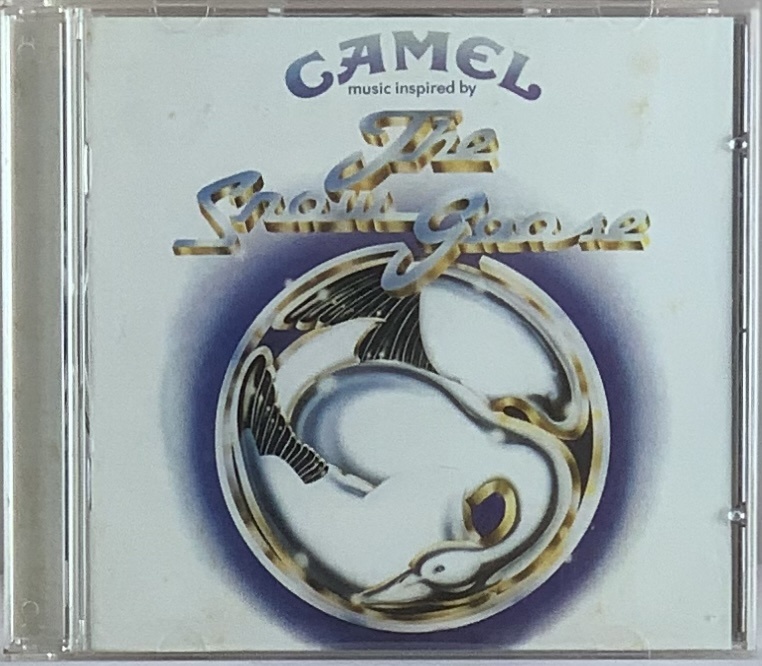 CAMEL
music inspired by
The
Snow Goose